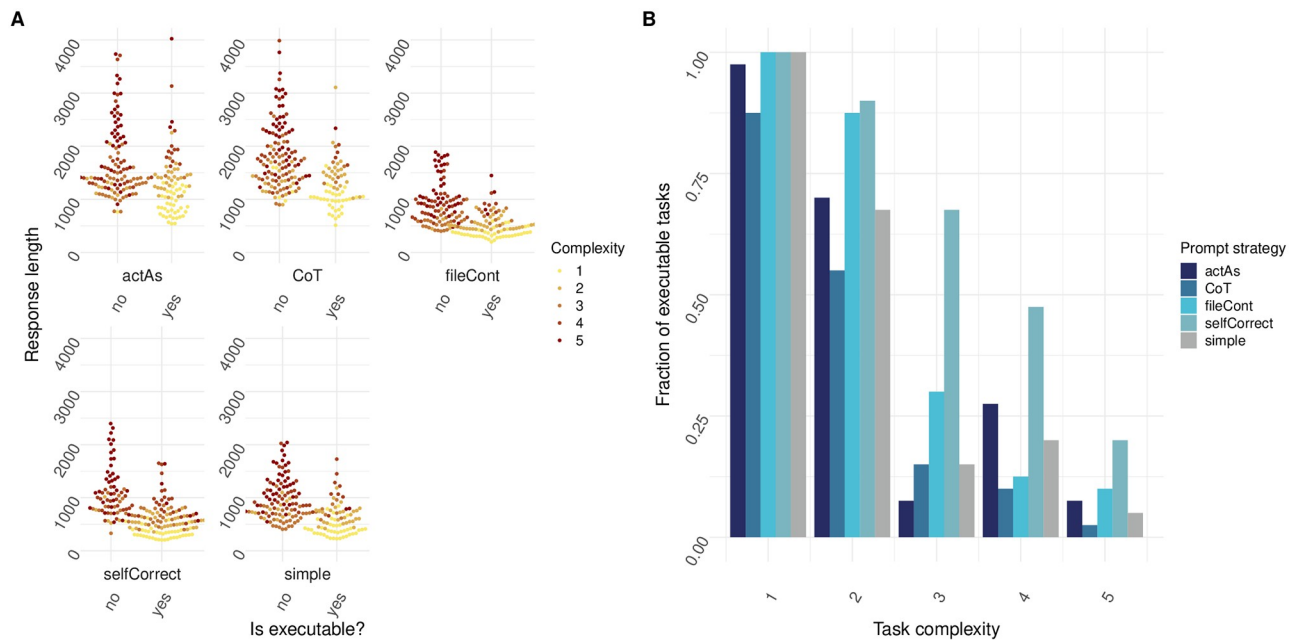 A
Response length
4000
3000
2000
1000
0
4000
3000
2000
1000
0
4000
3000
2000
1000
0
actAs
CoT
fileCont
no
yes
no
yes
no
yes
4000
3000
2000
1000
0
4000
3000
2000
1000
0
selfCorrect
simple
no
yes
no
yes
Is executable?
Complexity
1
2
3
4
5
B
Fraction of executable tasks
1.00
0.75
0.50
0.25
0.00
1
2
3
4
5
Task complexity
Prompt strategy
actAs
CoT
fileCont
selfCorrect
simple